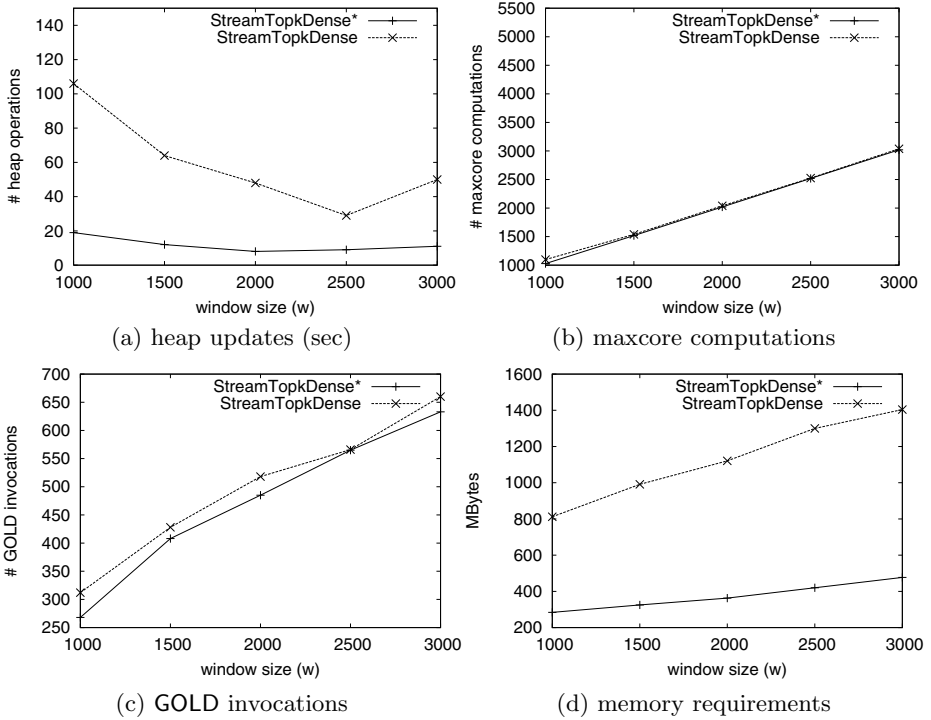 StreamTopkDense*
StreamTopkDense
# heap operations
140
120
100
80
60
40
20
0
1000 1500 2000 2500 3000
window size (w)
(a) heap updates (sec)
StreamTopkDense*
StreamTopkDense
# maxcore computations
5500
5000
4500
4000
3500
3000
2500
2000
1500
1000
1000 1500 2000 2500 3000
window size (w)
(b) maxcore computations
StreamTopkDense*
StreamTopkDense
# GOLD invocations
700
650
600
550
500
450
400
350
300
250
1000 1500 2000 2500 3000
window size (w)
(c) GOLD invocations
StreamTopkDense*
StreamTopkDense
MBytes
1600
1400
1200
1000
800
600
400
200
1000 1500 2000 2500 3000
window size (w)
(d) memory requirements